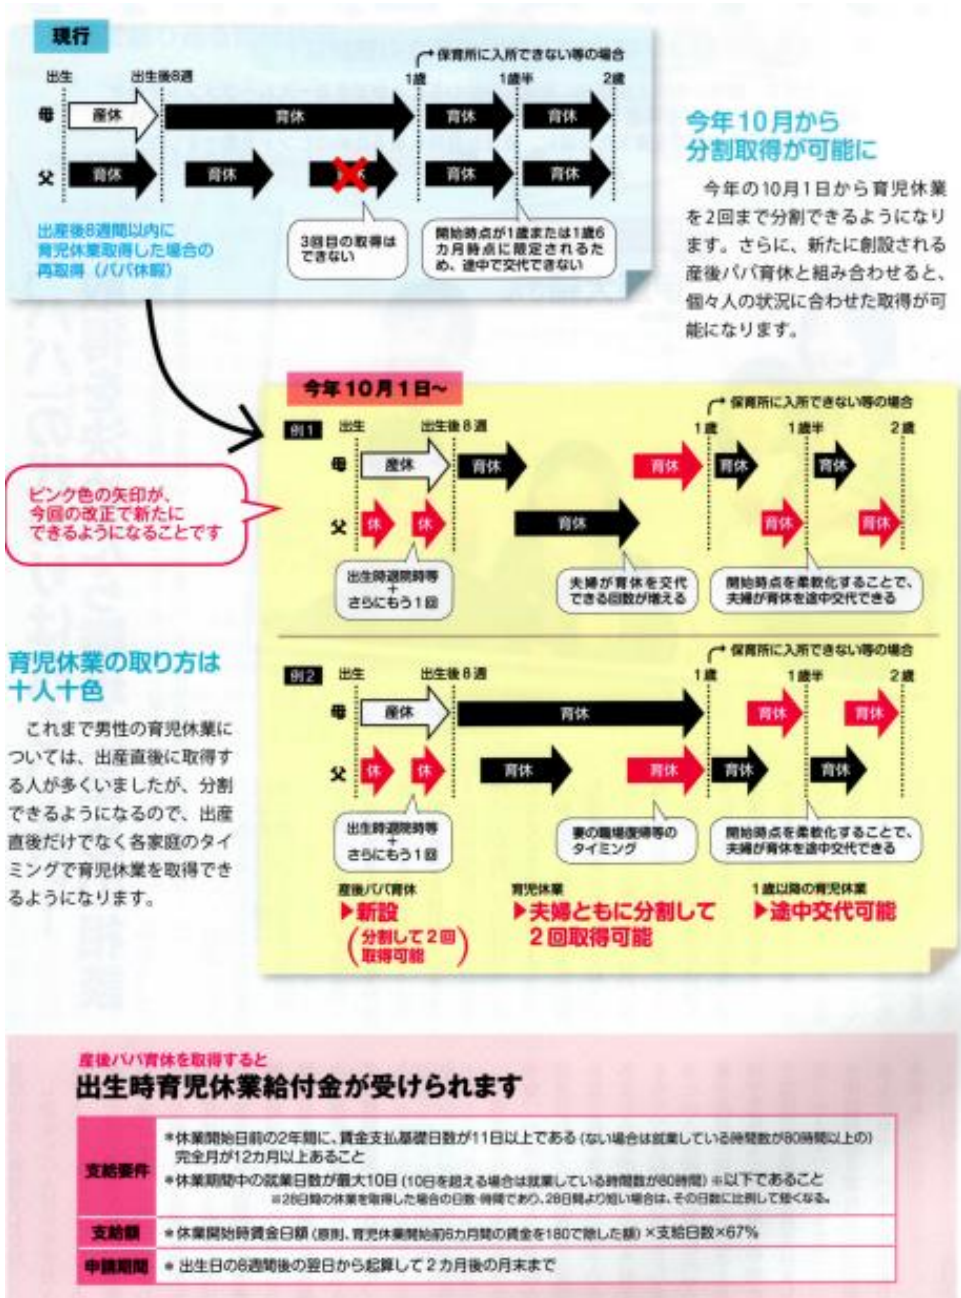 現行
保育所に入所できない等の場合
出生
出生後8週
1歳
1歳半
2歳
母
産休
育休
育休
育休
父
育休
育休
育休
育休
出産後8週間以内に
育児休業取得した場合の
再取得（パパ休暇）
3回目の取得は
できない
開始時点が1歳または1歳6
カ月時点に限定されるた
め、途中で交代できない
今年10月から
分割取得が可能に
今年の10月1日から育児休業
を2回まで分割できるようになり
ます。さらに、新たに創設される
産後パパ育休と組み合わせると、
個々人の状況に合わせた取得が可
能になります。
今年10月1日～
保育所に入所できない等の場合
例1
出生
出生後8週
1歳
1歳半
2歳
母
産休
育休
育休
育休
育休
父
休
休
育休
育休
育休
出生時退院時等
＋
さらにもう1回
夫婦が育休を交代
できる回数が増える
開始時点を柔軟化することで、
夫婦が育休を途中交代できる
ピンク色の矢印が、
今回の改正で新たに
できるようになることです
保育所に入所できない等の場合
例2
出生
出生後8週
1歳
1歳半
2歳
母
産休
育休
育休
育休
父
休
休
育休
育休
育休
育休
出生時退院時等
＋
さらにもう1回
妻の職場復帰等の
タイミング
開始時点を柔軟化することで、
夫婦が育休を途中交代できる
産後パパ育休
▶新設
（分割して2回
取得可能）
育児休業
▶夫婦ともに分割して
2回取得可能
1歳以降の育児休業
▶途中交代可能
育児休業の取り方は
十人十色
これまで男性の育児休業に
ついては、出産直後に取得す
る人が多くいましたが、分割
できるようになるので、出産
直後だけでなく各家庭のタイ
ミングで育児休業を取得でき
るようになります。
産後パパ育休を取得すると
出生時育児休業給付金が受けられます
支給要件
＊休業開始日前の2年間に、賃金支払基礎日数が11日以上である（ない場合は就業している時間数が80時間以上の）
完全月が12カ月以上あること
＊休業期間中の就業日数が最大10日（10日を超える場合は就業している時間数が80時間）※以下であること
※28日間の休業を取得した場合の日数・時間であり、28日間より短い場合は、その日数に比例して短くなる。
支給額
＊休業開始時賃金日額（原則、育児休業開始前6カ月間の賃金を180で除した額）×支給日数×67%
申請期間
＊出生日の8週間後の翌日から起算して2カ月後の月末まで